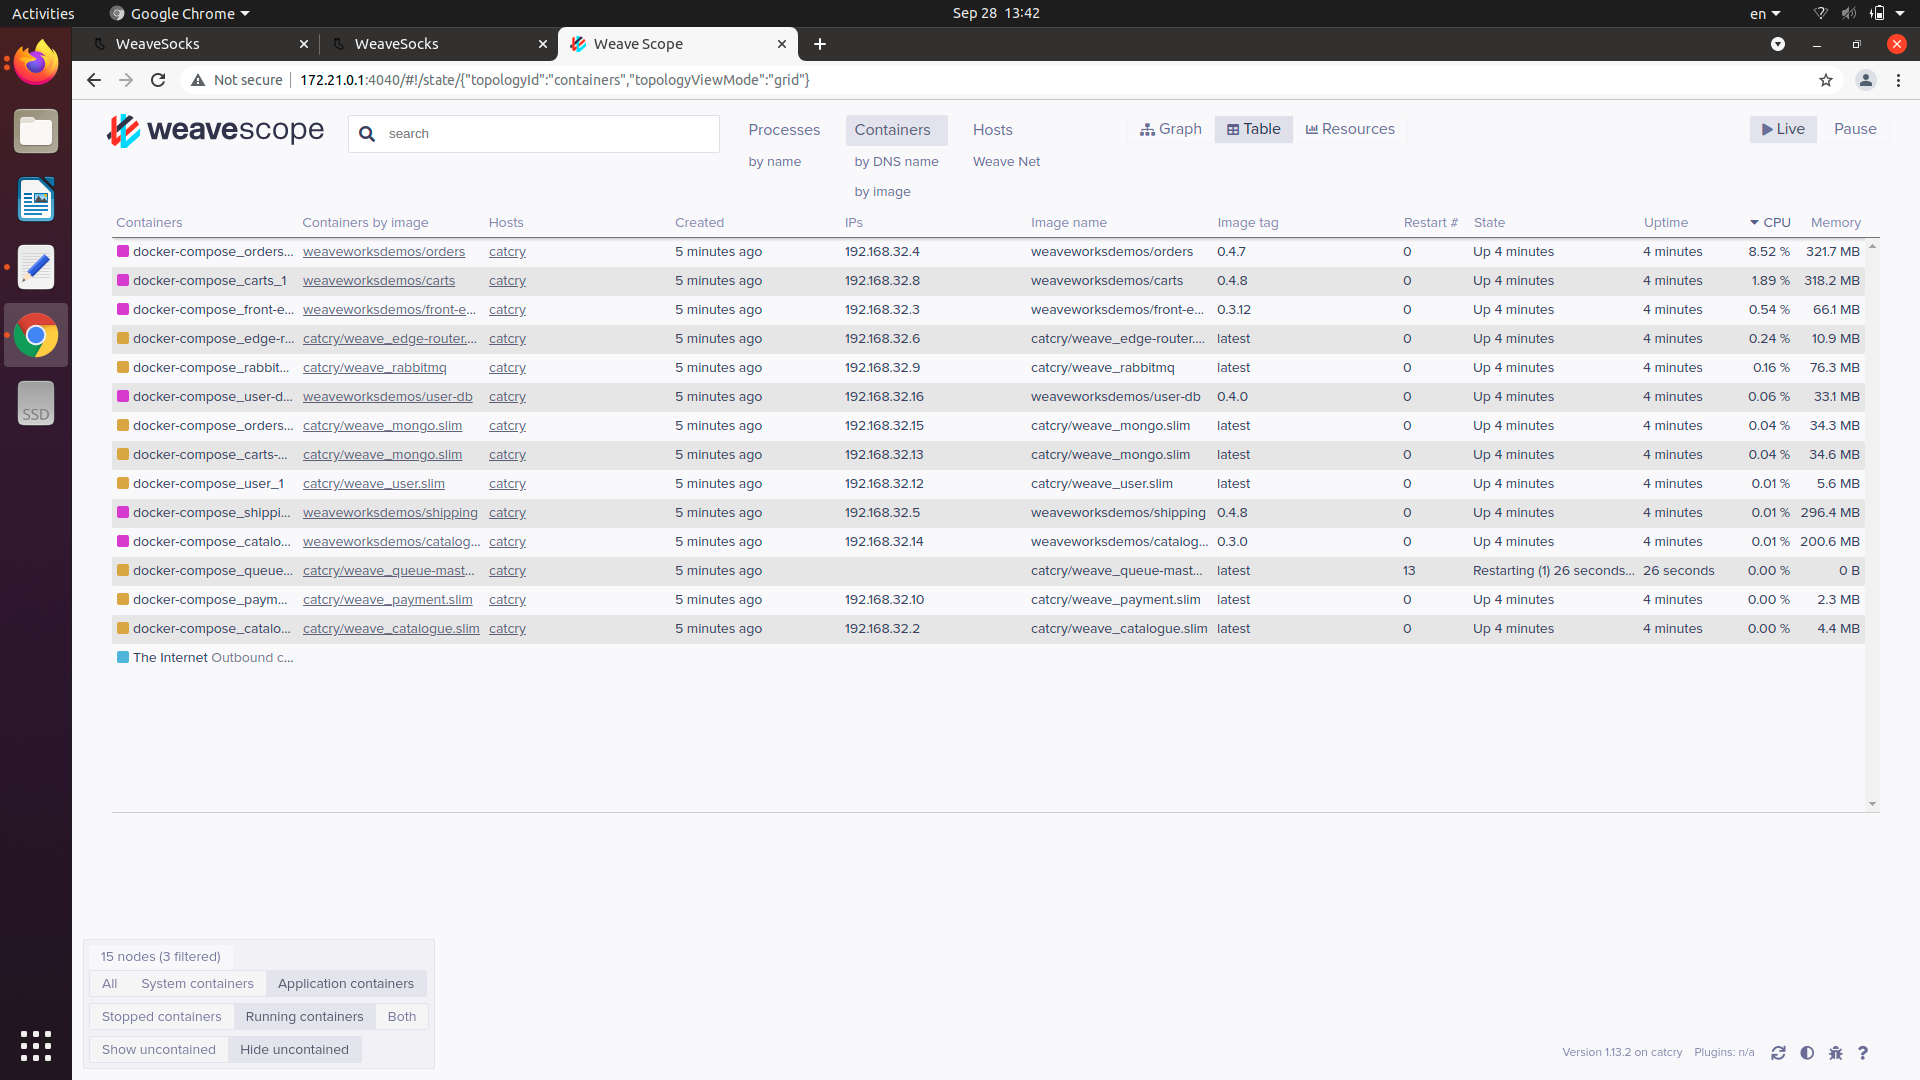 Activities Google Chrome Sep 28 13:42 en
WeaveSocks WeaveSocks Weave Scope
Not secure 172.21.0.1:4040/#!/state/{"topologyId":"containers","topologyViewMode":"grid"}
weavescope search Processes Containers Hosts Graph Table Resources Live Pause
by name by DNS name Weave Net
by image
Containers Containers by image Hosts Created IPs Image name Image tag Restart # State Uptime CPU Memory
docker-compose_orders... weaveworksdemos/orders catcry 5 minutes ago 192.168.32.4 weaveworksdemos/orders 0.4.7 0 Up 4 minutes 4 minutes 8.52 % 321.7 MB
docker-compose_carts_1 weaveworksdemos/carts catcry 5 minutes ago 192.168.32.8 weaveworksdemos/carts 0.4.8 0 Up 4 minutes 4 minutes 1.89 % 318.2 MB
docker-compose_front-e... weaveworksdemos/front-e... catcry 5 minutes ago 192.168.32.3 weaveworksdemos/front-e... 0.3.12 0 Up 4 minutes 4 minutes 0.54 % 66.1 MB
docker-compose_edge-r... catcry/weave_edge-router.... catcry 5 minutes ago 192.168.32.6 catcry/weave_edge-router.... latest 0 Up 4 minutes 4 minutes 0.24 % 10.9 MB
docker-compose_rabbit... catcry/weave_rabbitmq catcry 5 minutes ago 192.168.32.9 catcry/weave_rabbitmq latest 0 Up 4 minutes 4 minutes 0.16 % 76.3 MB
docker-compose_user-d... weaveworksdemos/user-db catcry 5 minutes ago 192.168.32.16 weaveworksdemos/user-db 0.4.0 0 Up 4 minutes 4 minutes 0.06 % 33.1 MB
docker-compose_orders... catcry/weave_mongo.slim catcry 5 minutes ago 192.168.32.15 catcry/weave_mongo.slim latest 0 Up 4 minutes 4 minutes 0.04 % 34.3 MB
docker-compose_carts-... catcry/weave_mongo.slim catcry 5 minutes ago 192.168.32.13 catcry/weave_mongo.slim latest 0 Up 4 minutes 4 minutes 0.04 % 34.6 MB
docker-compose_user_1 catcry/weave_user.slim catcry 5 minutes ago 192.168.32.12 catcry/weave_user.slim latest 0 Up 4 minutes 4 minutes 0.01 % 5.6 MB
docker-compose_shippi... weaveworksdemos/shipping catcry 5 minutes ago 192.168.32.5 weaveworksdemos/shipping 0.4.8 0 Up 4 minutes 4 minutes 0.01 % 296.4 MB
docker-compose_catalo... weaveworksdemos/catalog... catcry 5 minutes ago 192.168.32.14 weaveworksdemos/catalog... 0.3.0 0 Up 4 minutes 4 minutes 0.01 % 200.6 MB
docker-compose_queue... catcry/weave_queue-mast... catcry 5 minutes ago catcry/weave_queue-mast... latest 13 Restarting (1) 26 seconds... 26 seconds 0.00 % 0 B
docker-compose_paym... catcry/weave_payment.slim catcry 5 minutes ago 192.168.32.10 catcry/weave_payment.slim latest 0 Up 4 minutes 4 minutes 0.00 % 2.3 MB
docker-compose_catalo... catcry/weave_catalogue.slim catcry 5 minutes ago 192.168.32.2 catcry/weave_catalogue.slim latest 0 Up 4 minutes 4 minutes 0.00 % 4.4 MB
The Internet Outbound c...
SSD
15 nodes (3 filtered)
All System containers Application containers
Stopped containers Running containers Both
Show uncontained Hide uncontained
Version 1.13.2 on catcry Plugins: n/a